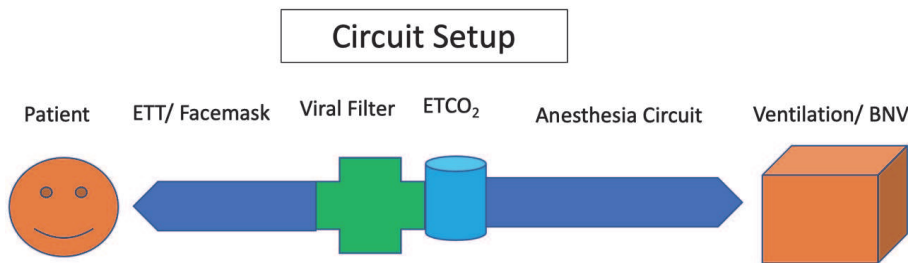 Circuit Setup
Patient
ETT/ Facemask
Viral Filter
ETCO₂
Anesthesia Circuit
Ventilation/ BNV